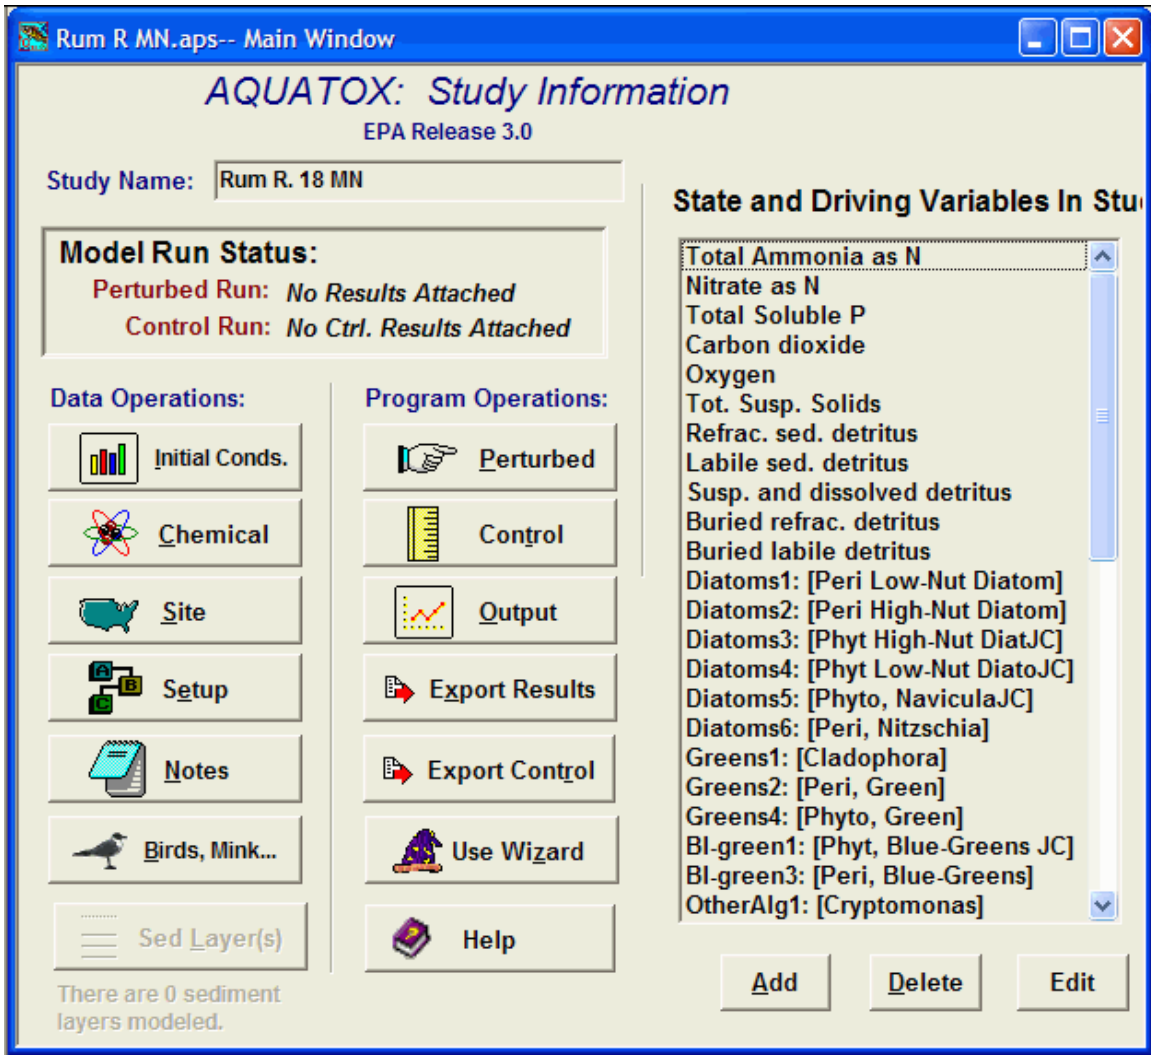 Rum R MN.aps-- Main Window
AQUATOX: Study Information
EPA Release 3.0
Study Name: Rum R. 18 MN
Model Run Status:
Perturbed Run: No Results Attached
Control Run: No Ctrl. Results Attached
Data Operations:
Initial Conds.
Chemical
Site
Setup
Notes
Birds, Mink...
Sed Layer(s)
There are 0 sediment
layers modeled.
Program Operations:
Perturbed
Control
Output
Export Results
Export Control
Use Wizard
Help
State and Driving Variables In Stu
Total Ammonia as N
Nitrate as N
Total Soluble P
Carbon dioxide
Oxygen
Tot. Susp. Solids
Refrac. sed. detritus
Labile sed. detritus
Susp. and dissolved detritus
Buried refrac. detritus
Buried labile detritus
Diatoms1: [Peri Low-Nut Diatom]
Diatoms2: [Peri High-Nut Diatom]
Diatoms3: [Phyt High-Nut DiatJC]
Diatoms4: [Phyt Low-Nut DiatoJC]
Diatoms5: [Phyto, NaviculaJC]
Diatoms6: [Peri, Nitzschia]
Greens1: [Cladophora]
Greens2: [Peri, Green]
Greens4: [Phyto, Green]
Bl-green1: [Phyt, Blue-Greens JC]
Bl-green3: [Peri, Blue-Greens]
OtherAlg1: [Cryptomonas]
Add
Delete
Edit
A
B
C